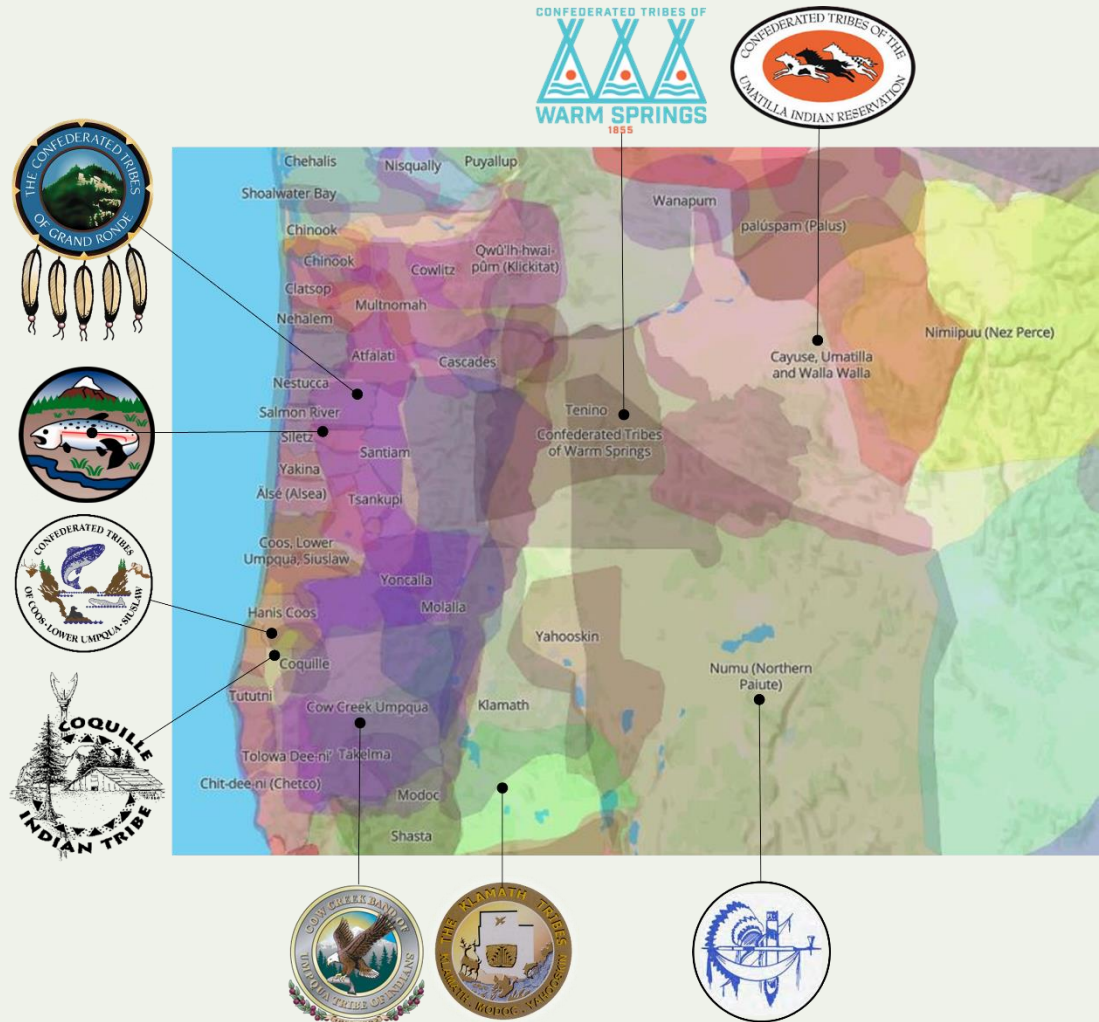 CONFEDERATED TRIBES OF
WARM SPRINGS
1855
CONFEDERATED TRIBES OF THE
UMATILLA INDIAN RESERVATION
THE CONFEDERATED TRIBES
OF GRAND RONDE
CONFEDERATED TRIBES
OF COOS · LOWER UMPQUA · SIUSLAW
COQUILLE
INDIAN TRIBE
Chehalis
Nisqually
Puyallup
Shoalwater Bay
Wanapum
palúspam (Palus)
Chinook
Chinook
Cowlitz
Qwû'lh-hwai-
pûm (Klickitat)
Clatsop
Multnomah
Nehalem
Atfalati
Cascades
Nimiipuu (Nez Perce)
Cayuse, Umatilla
and Walla Walla
Nestucca
Salmon River
Siletz
Santiam
Tenino
Confederated Tribes
of Warm Springs
Yakina
Älsé (Alsea)
Tsankupi
Coos, Lower
Umpqua, Siuslaw
Yoncalla
Molalla
Hanis Coos
Coquille
Yahooskin
Numu (Northern
Paiute)
Tututni
Cow Creek Umpqua
Klamath
Tolowa Dee-ni'
Takelma
Chit-dee-ni (Chetco)
Modoc
Shasta
COW CREEK BAND OF
UMPQUA TRIBE OF INDIANS
THE KLAMATH TRIBES
KLAMATH · MODOC · YAHOOSKIN